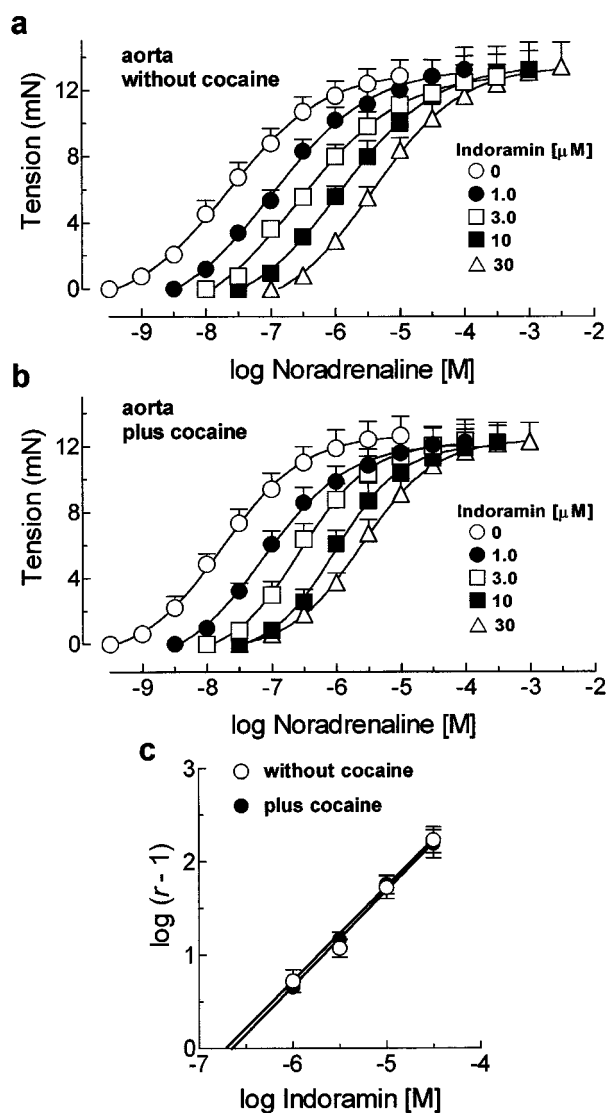 a
aorta
without cocaine
Tension (mN)
12
8
4
0
Indoramin [μM]
0
1.0
3.0
10
30
-9 -8 -7 -6 -5 -4 -3 -2
log Noradrenaline [M]
b
aorta
plus cocaine
Tension (mN)
12
8
4
0
Indoramin [μM]
0
1.0
3.0
10
30
-9 -8 -7 -6 -5 -4 -3 -2
log Noradrenaline [M]
c
without cocaine
plus cocaine
log (r - 1)
3
2
1
0
-7 -6 -5 -4
log Indoramin [M]